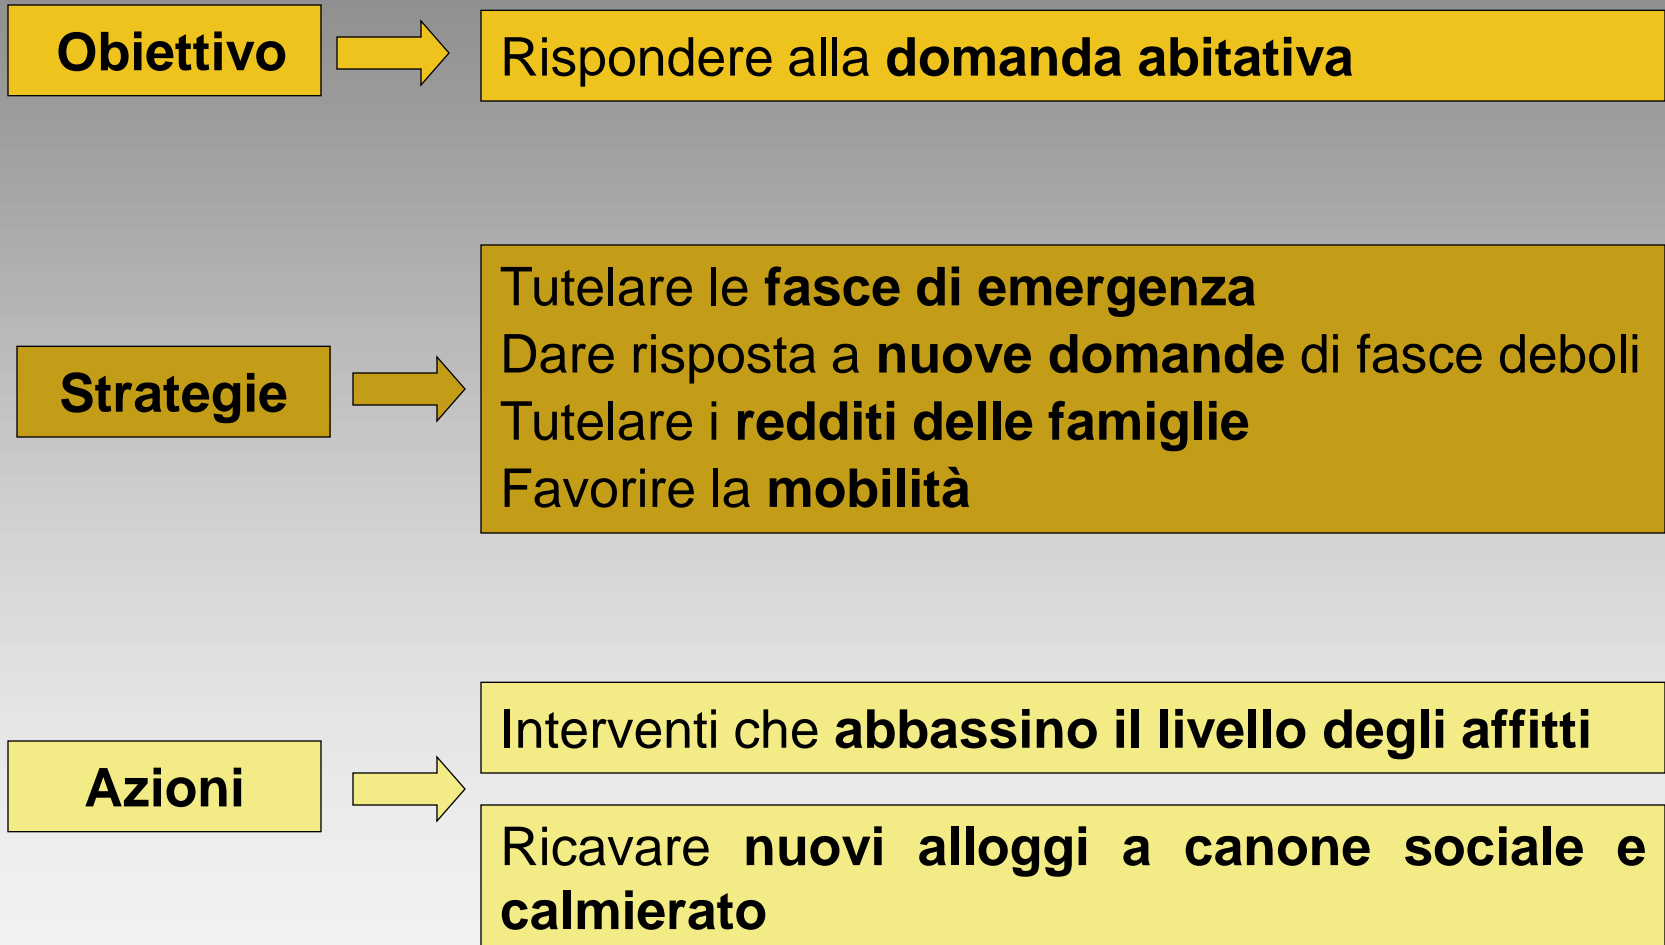 Obiettivo
Rispondere alla domanda abitativa
Strategie
Tutelare le fasce di emergenza
Dare risposta a nuove domande di fasce deboli
Tutelare i redditi delle famiglie
Favorire la mobilità
Azioni
Interventi che abbassino il livello degli affitti
Ricavare nuovi alloggi a canone sociale e
calmierato